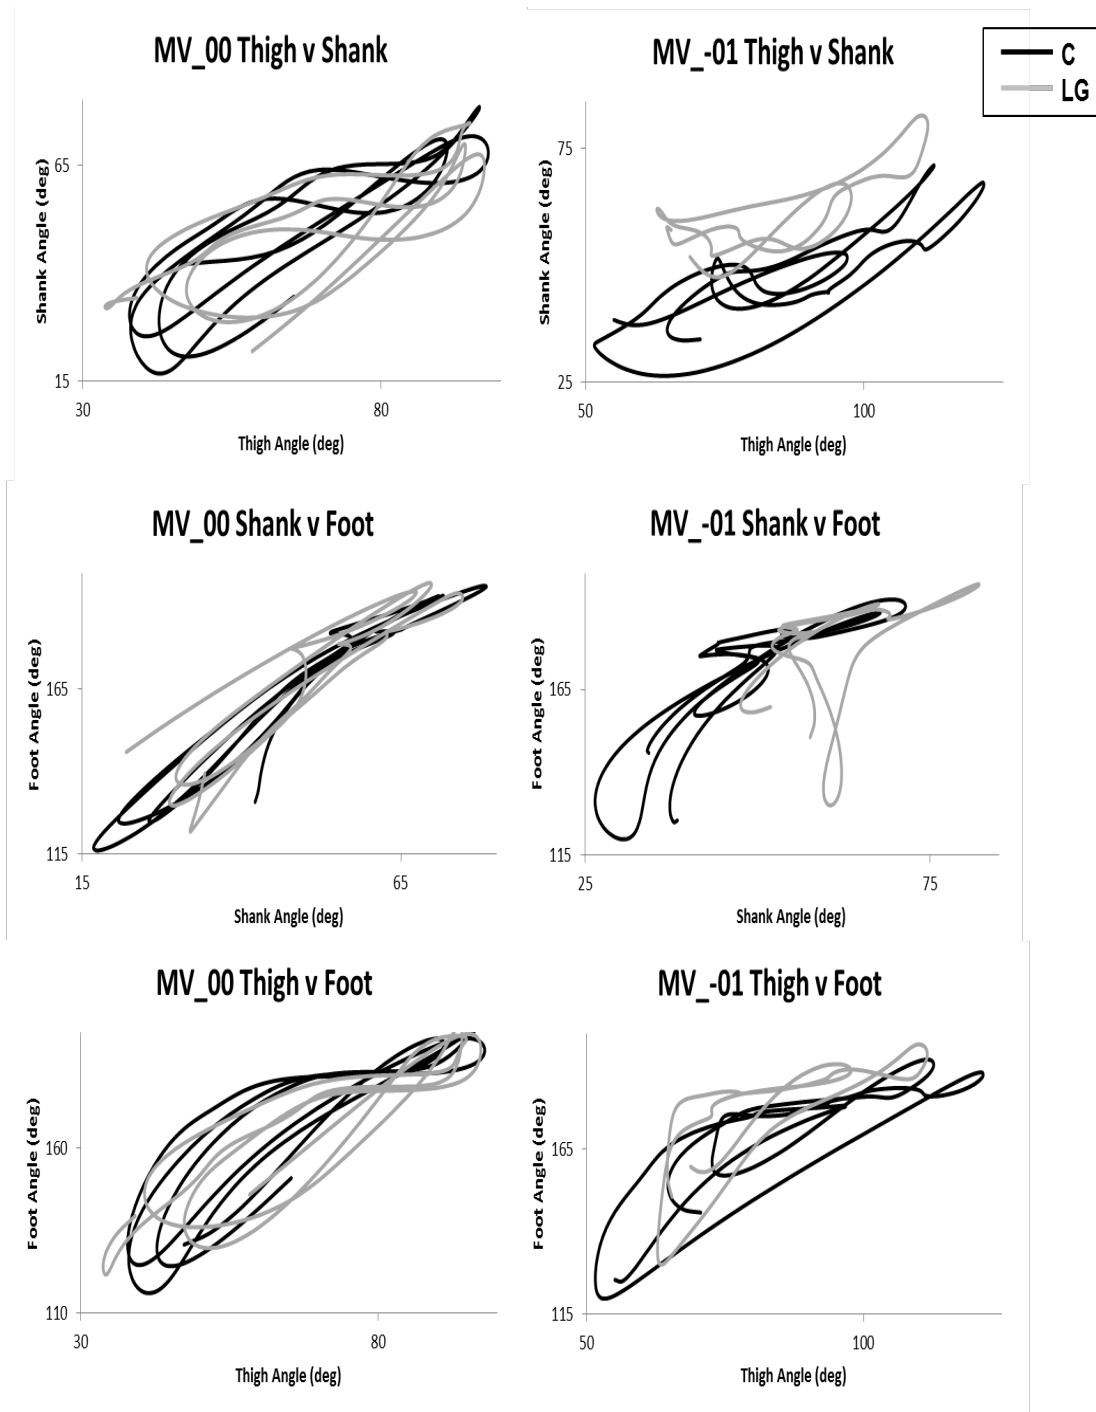 MV_00 Thigh v Shank
Shank Angle (deg)
65
15
30
80
Thigh Angle (deg)
MV_-01 Thigh v Shank
C
LG
Shank Angle (deg)
75
25
50
100
Thigh Angle (deg)
MV_00 Shank v Foot
Foot Angle (deg)
165
115
15
65
Shank Angle (deg)
MV_-01 Shank v Foot
Foot Angle (deg)
165
115
25
75
Shank Angle (deg)
MV_00 Thigh v Foot
Foot Angle (deg)
160
110
30
80
Thigh Angle (deg)
MV_-01 Thigh v Foot
Foot Angle (deg)
165
115
50
100
Thigh Angle (deg)